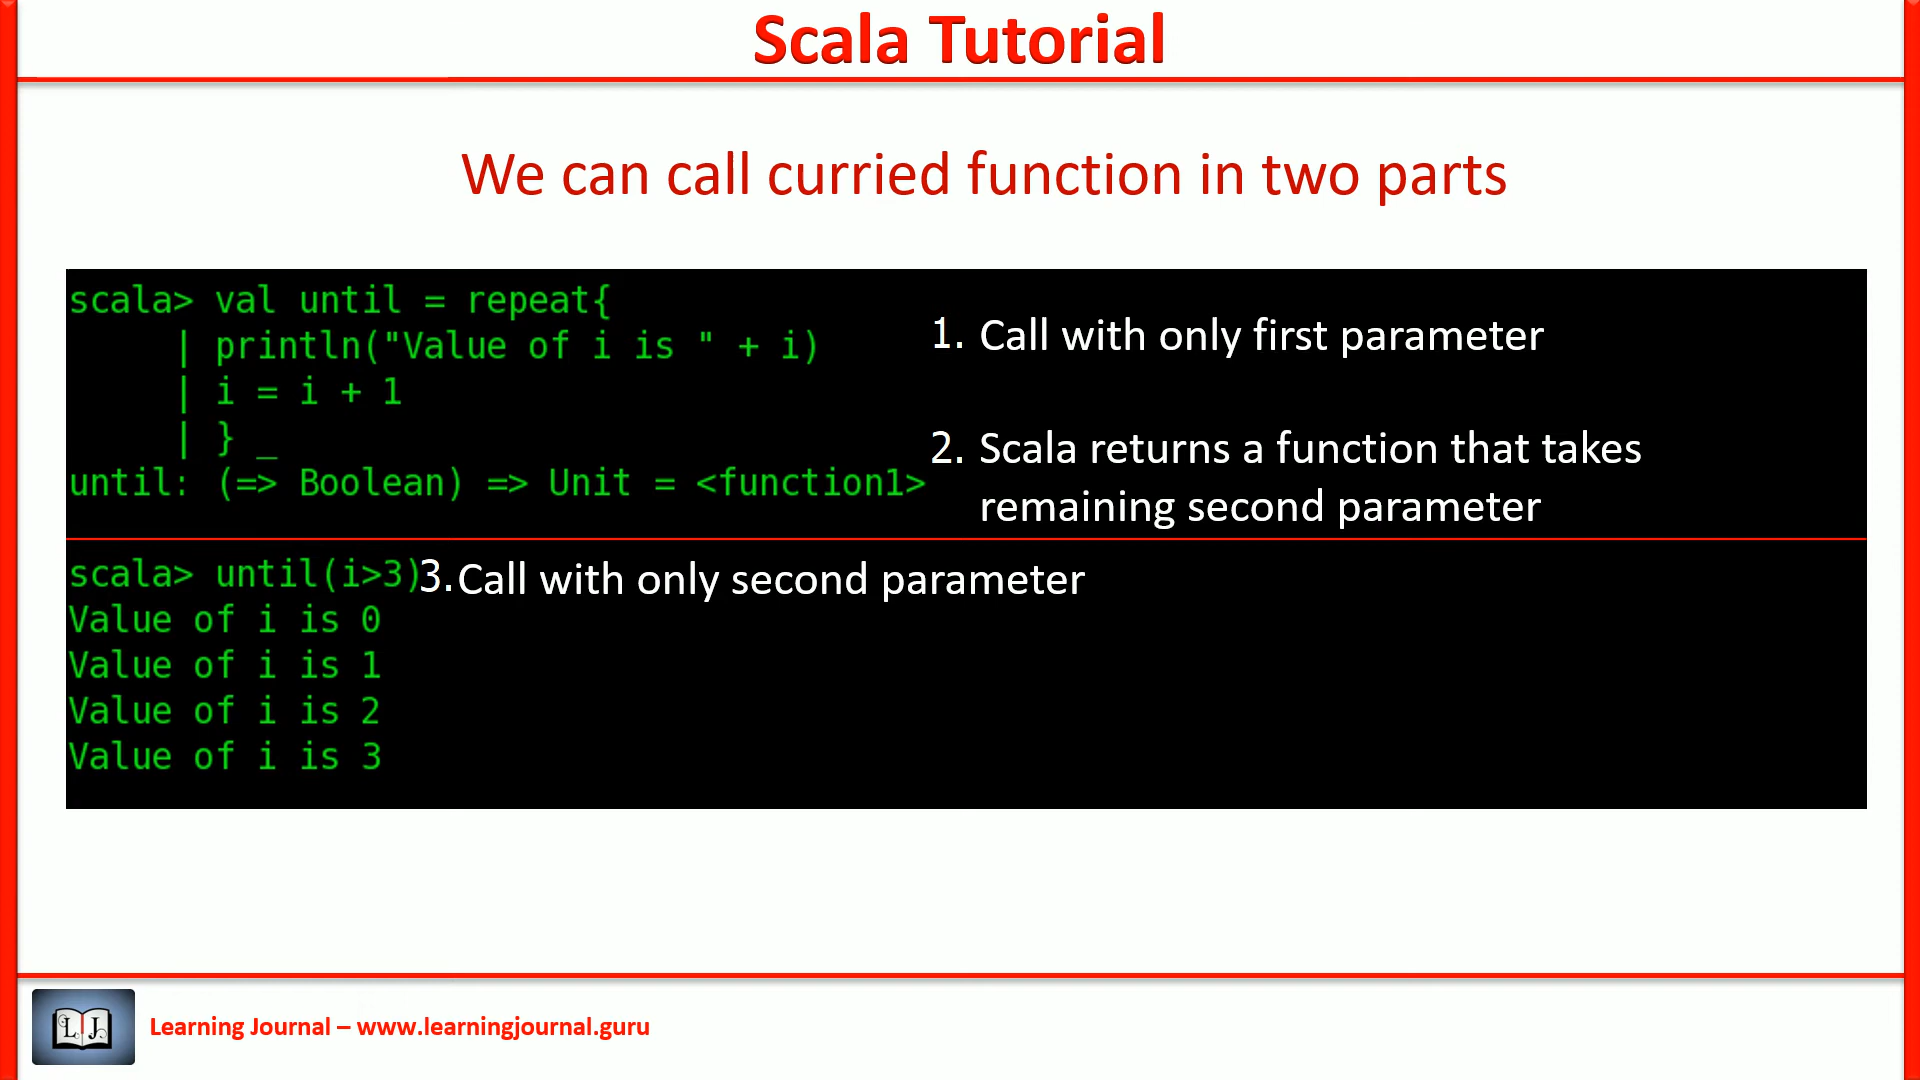 Scala Tutorial
We can call curried function in two parts
scala> val until = repeat{
| println("Value of i is " + i)
| i = i + 1
| } _
until: (=> Boolean) => Unit = <function1>
1. Call with only first parameter
2. Scala returns a function that takes
remaining second parameter
scala> until(i>3)
3. Call with only second parameter
Value of i is 0
Value of i is 1
Value of i is 2
Value of i is 3
L J
Learning Journal – www.learningjournal.guru